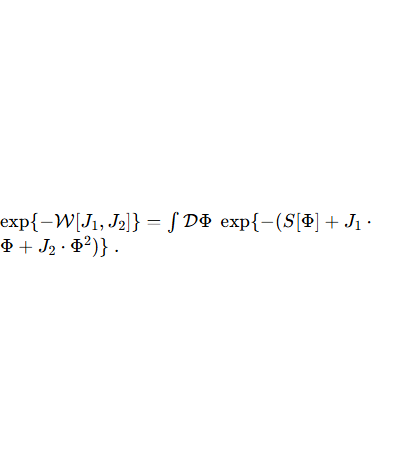 exp{−𝒲[J₁, J₂]} = ∫ 𝒟Φ exp{−(S[Φ] + J₁ ·
Φ + J₂ · Φ²)} .